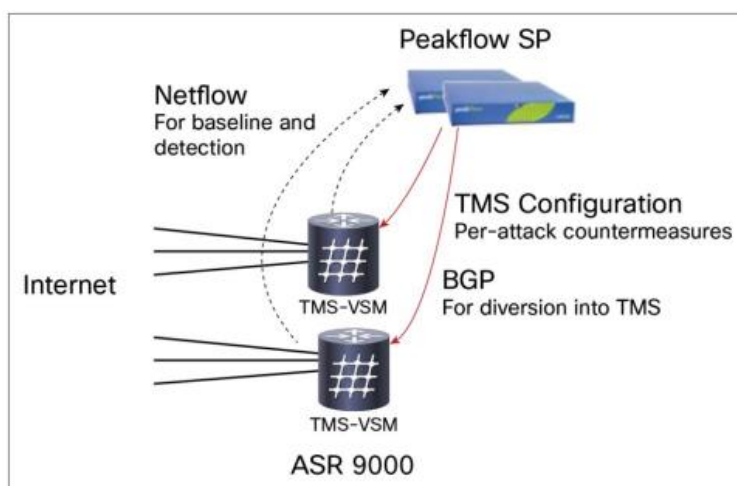 Peakflow SP
Netflow
For baseline and
detection
TMS Configuration
Per-attack countermeasures
BGP
For diversion into TMS
Internet
TMS-VSM
TMS-VSM
ASR 9000